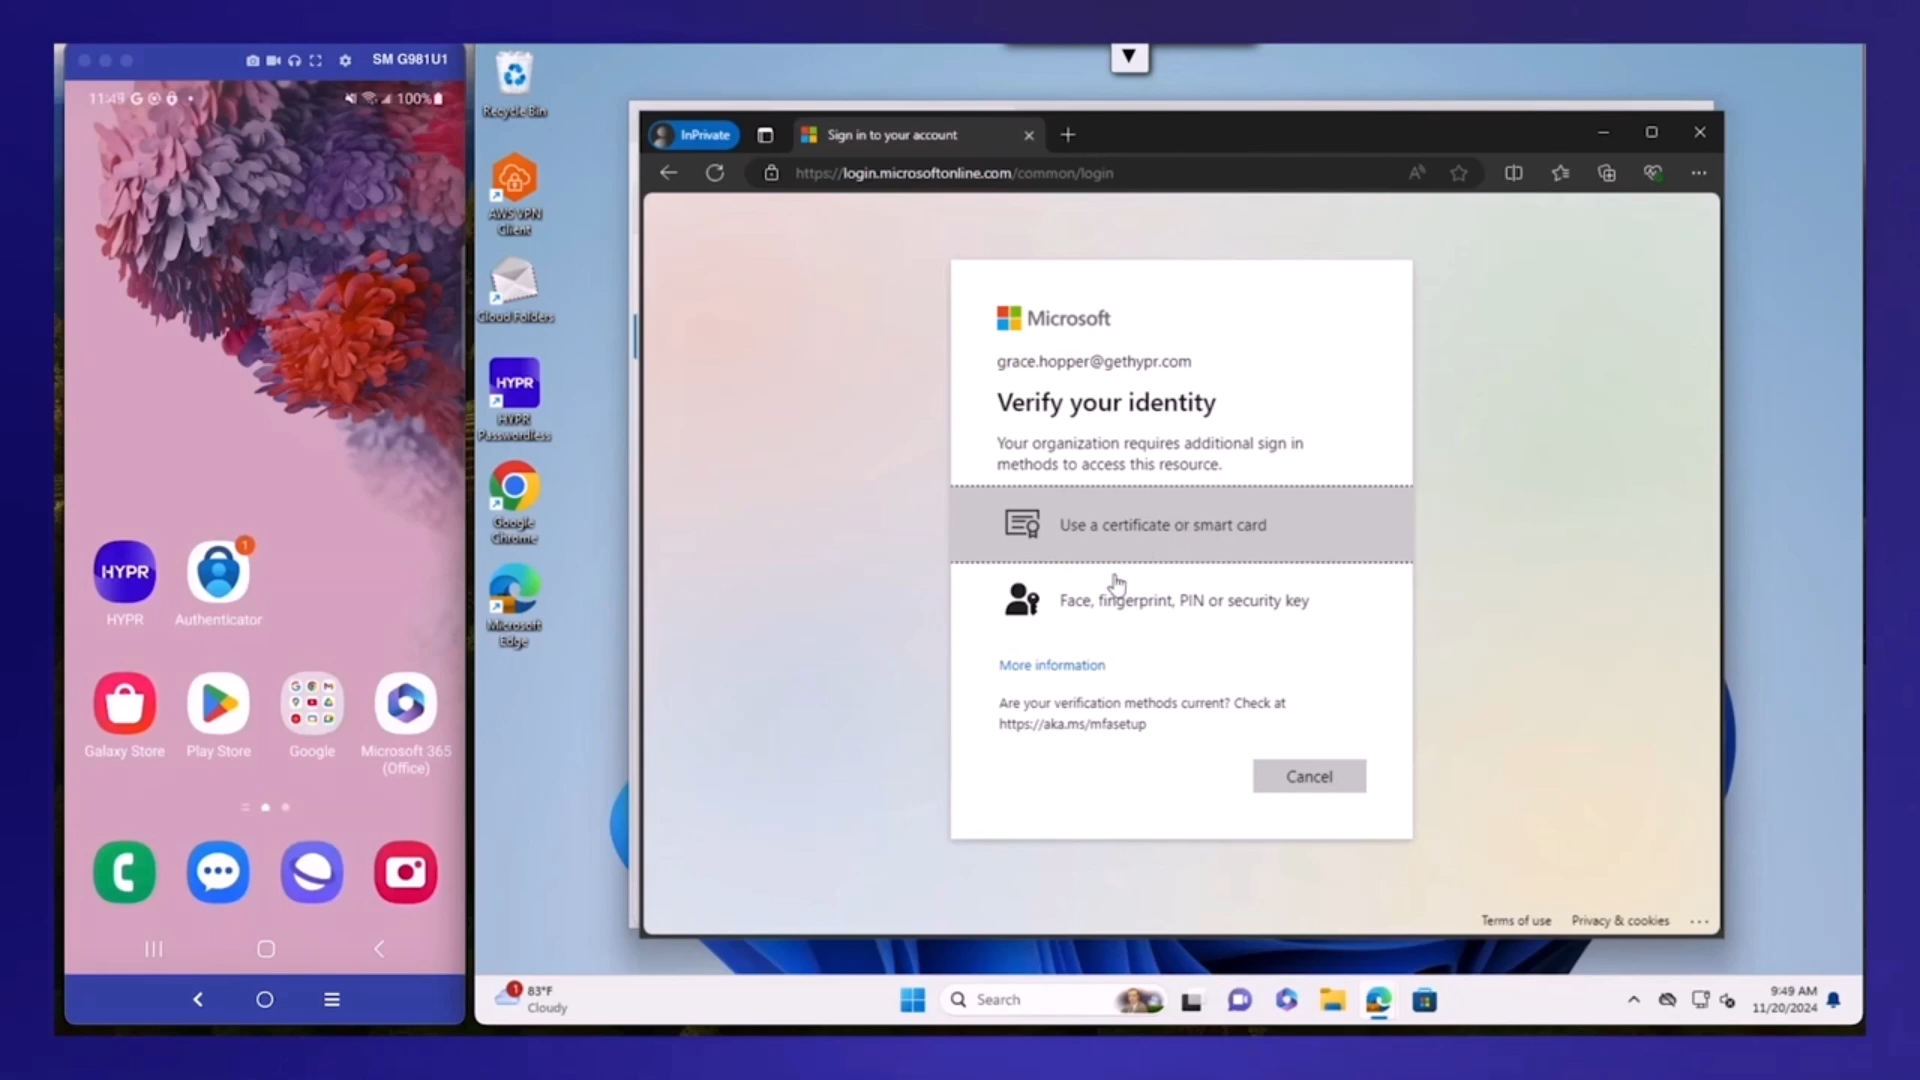 SM G981U1
11:49
100%
HYPR
HYPR
Authenticator
1
Galaxy Store
Play Store
Google
Microsoft 365
(Office)
Recycle Bin
AWS VPN
Client
Cloud Folders
HYPR
HYPR
Passwordless
Google
Chrome
Microsoft
Edge
InPrivate
Sign in to your account
https://login.microsoftonline.com/common/login
Microsoft
grace.hopper@gethypr.com
Verify your identity
Your organization requires additional sign in
methods to access this resource.
Use a certificate or smart card
Face, fingerprint, PIN or security key
More information
Are your verification methods current? Check at
https://aka.ms/mfasetup
Cancel
Terms of use
Privacy & cookies
1
83°F
Cloudy
Search
9:49 AM
11/20/2024